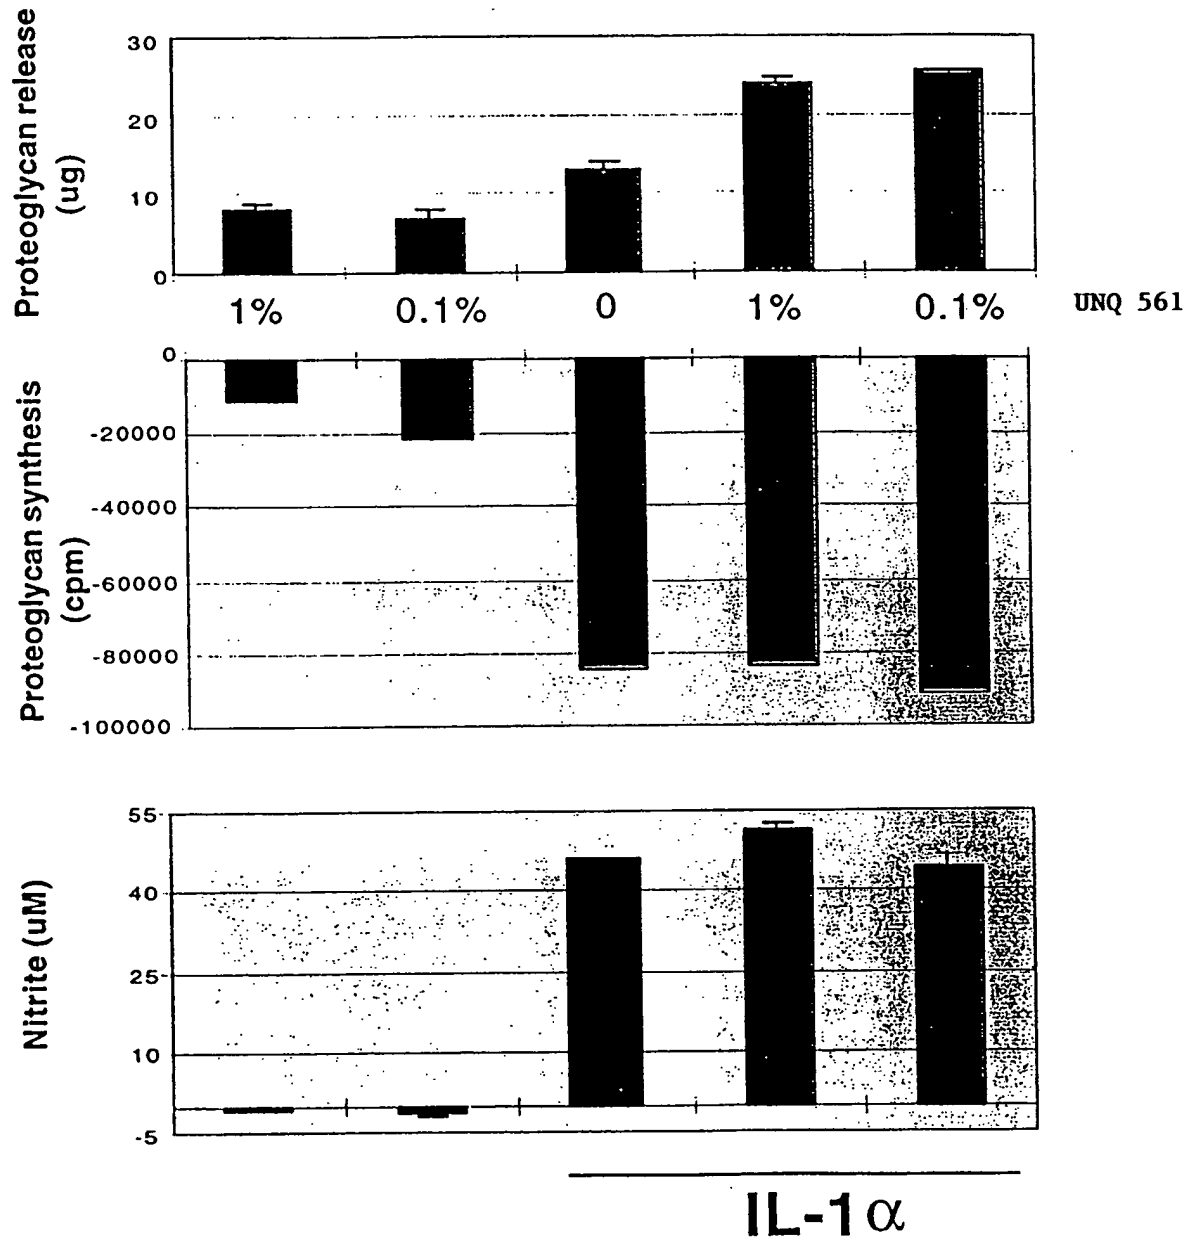 Proteoglycan release
(ug)
30
20
10
0
1% 0.1% 0 1% 0.1% UNQ 561
Proteoglycan synthesis
(cpm)
0
-20000
-40000
-60000
-80000
-100000
Nitrite (uM)
55
40
25
10
-5
IL-1 α